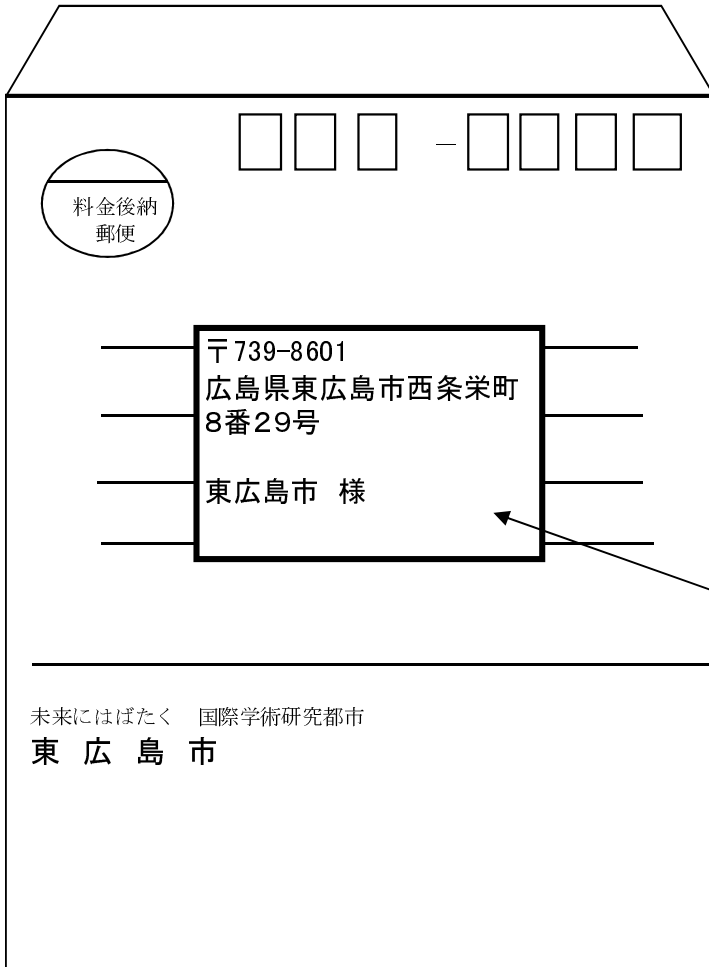 －
料金後納
郵便
〒739−8601
広島県東広島市西条栄町
８番２９号
東広島市　様
未来にはばたく　国際学術研究都市
東　広　島　市